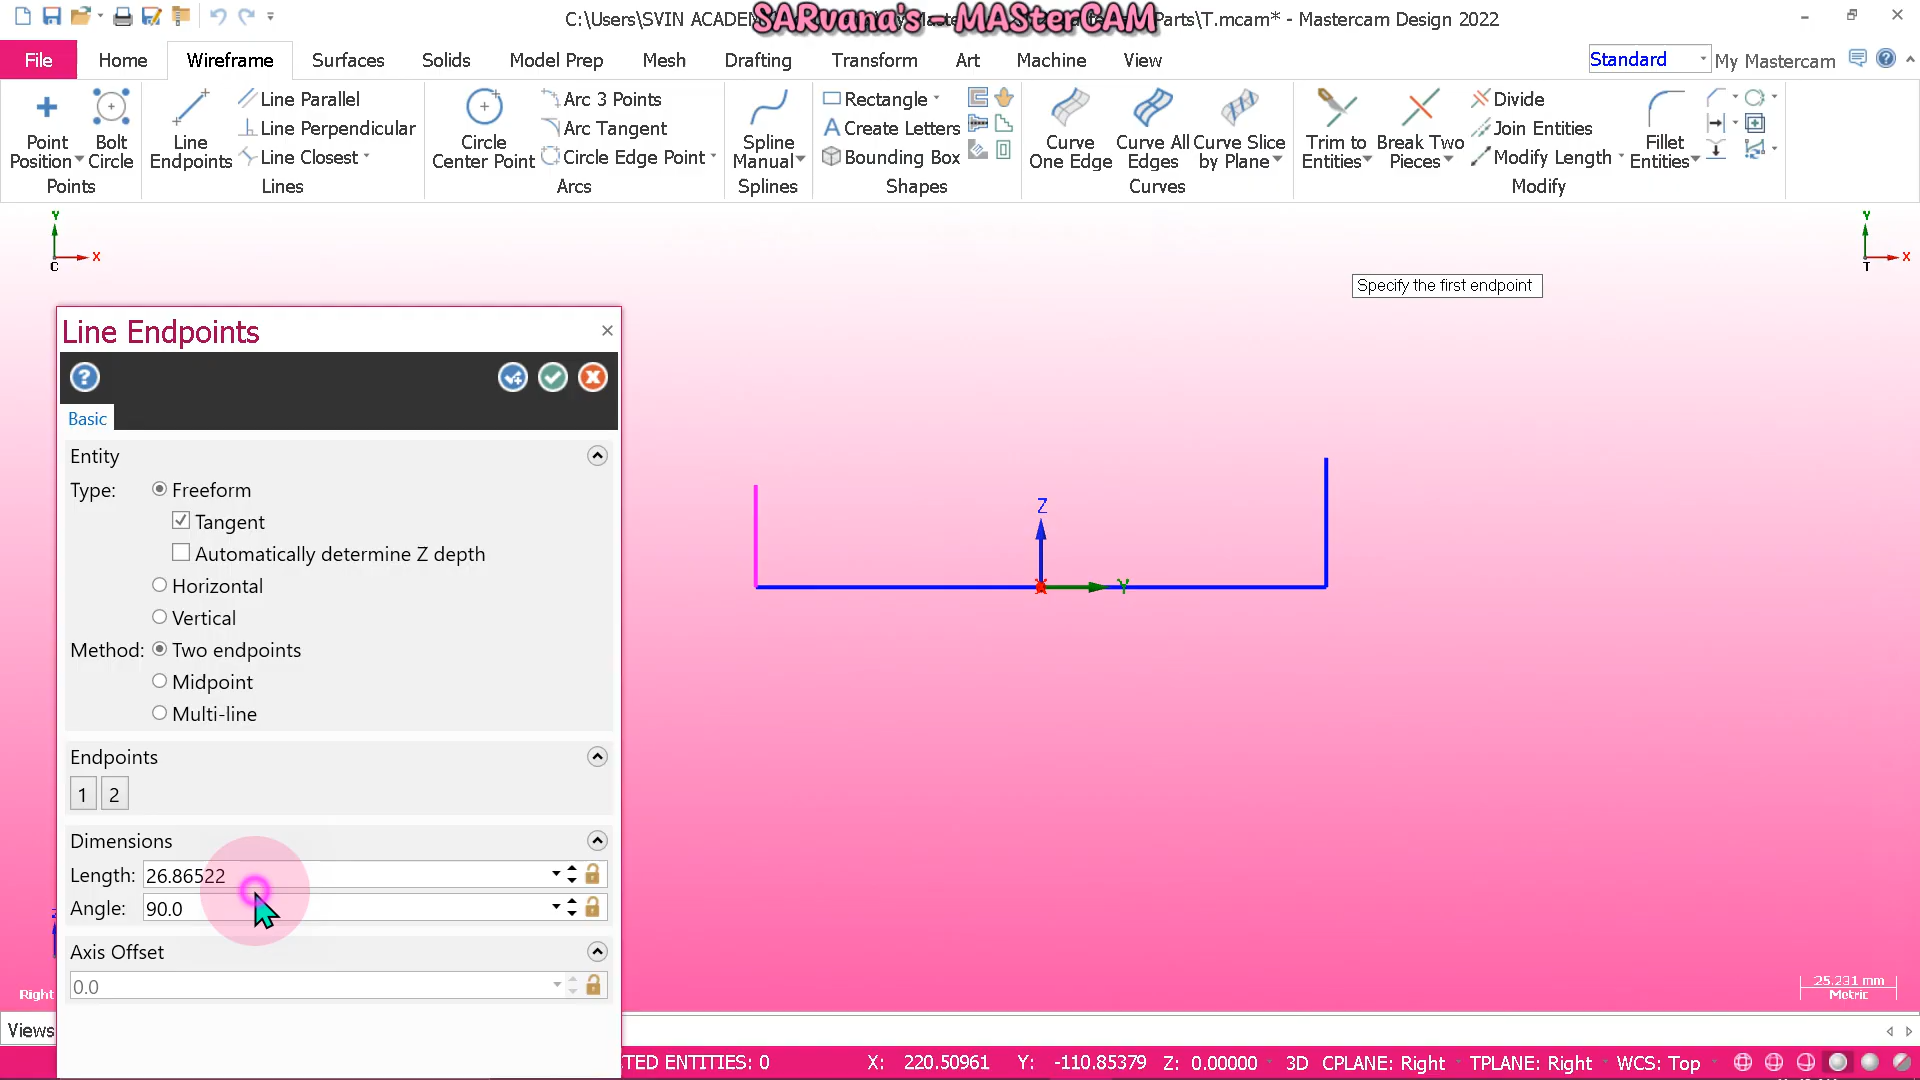 C:\Users\SVIN ACADEM
SARvana's - MAStercAM
Parts\T.mcam* - Mastercam Design 2022
File
Home
Wireframe
Surfaces
Solids
Model Prep
Mesh
Drafting
Transform
Art
Machine
View
Standard
My Mastercam
Point Position
Bolt Circle
Points
Line Endpoints
Line Parallel
Line Perpendicular
Line Closest
Lines
Circle Center Point
Arc 3 Points
Arc Tangent
Circle Edge Point
Arcs
Spline Manual
Splines
Rectangle
Create Letters
Bounding Box
Shapes
Curve One Edge
Curve All Edges
Curve Slice by Plane
Curves
Trim to Entities
Break Two Pieces
Divide
Join Entities
Modify Length
Fillet Entities
Modify
Y
X
C
Y
X
T
Specify the first endpoint
Line Endpoints
Basic
Entity
Type:
Freeform
Tangent
Automatically determine Z depth
Horizontal
Vertical
Method:
Two endpoints
Midpoint
Multi-line
Endpoints
1 2
Dimensions
Length: 26.86522
Angle: 90.0
Axis Offset
0.0
Z
X
Y
Right
25.231 mm
Metric
Views
TED ENTITIES: 0
X: 220.50961
Y: -110.85379
Z: 0.00000
3D
CPLANE: Right
TPLANE: Right
WCS: Top